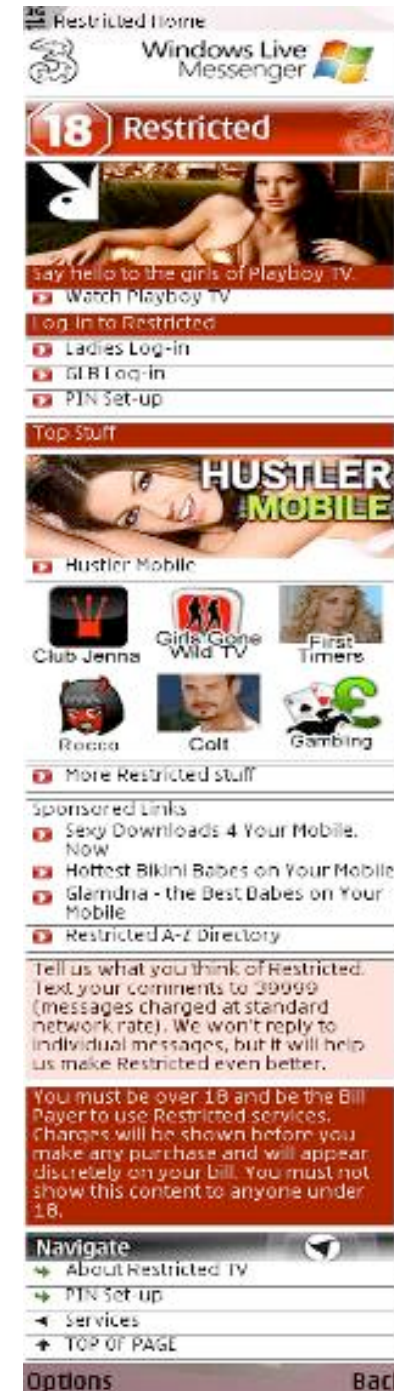 Restricted Home
Windows Live
Messenger
18 Restricted
Say hello to the girls of Playboy TV.
Watch Playboy TV
Log-in to Restricted
Ladies Log-in
GLB Log-in
PIN Set-up
Top Stuff
HUSTLER
MOBILE
Hustler Mobile
Club Jenna
Girls Gone
Wild TV
First
Timers
Rocco
Colt
Gambling
More Restricted stuff
Sponsored Links
Sexy Downloads 4 Your Mobile.
Now
Hottest Bikini Babes on Your Mobile
Glamdna - the Best Babes on Your
Mobile
Restricted A-Z Directory
Tell us what you think of Restricted.
Text your comments to 39999
(messages charged at standard
network rate). We won't reply to
individual messages, but it will help
us make Restricted even better.
You must be over 18 and be the Bill
Payer to use Restricted services.
Charges will be shown before you
make any purchase and will appear
discretely on your bill. You must not
show this content to anyone under
18.
Navigate
About Restricted TV
PIN Set-up
Services
TOP OF PAGE
Options
Bac